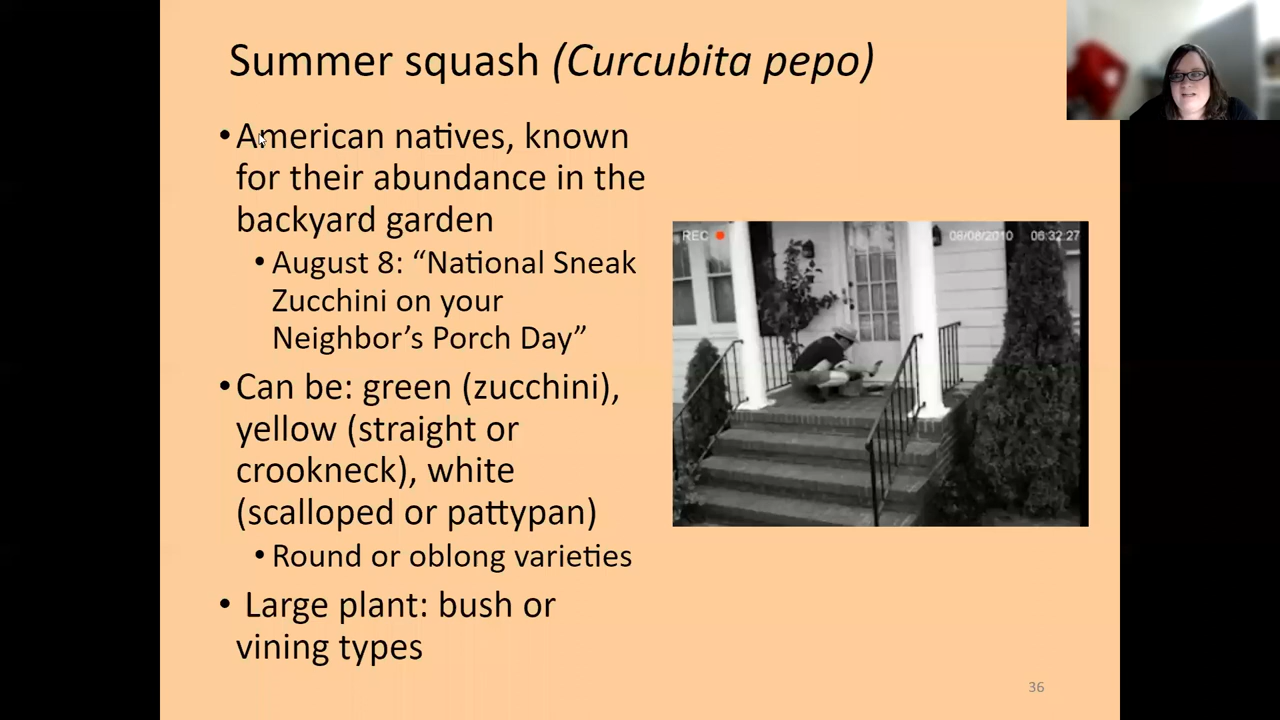 Summer squash (Curcubita pepo)
•American natives, known
for their abundance in the
backyard garden
•August 8: “National Sneak
Zucchini on your
Neighbor’s Porch Day”
•Can be: green (zucchini),
yellow (straight or
crookneck), white
(scalloped or pattypan)
•Round or oblong varieties
• Large plant: bush or
vining types
REC 08/08/2010 06:32:27
36